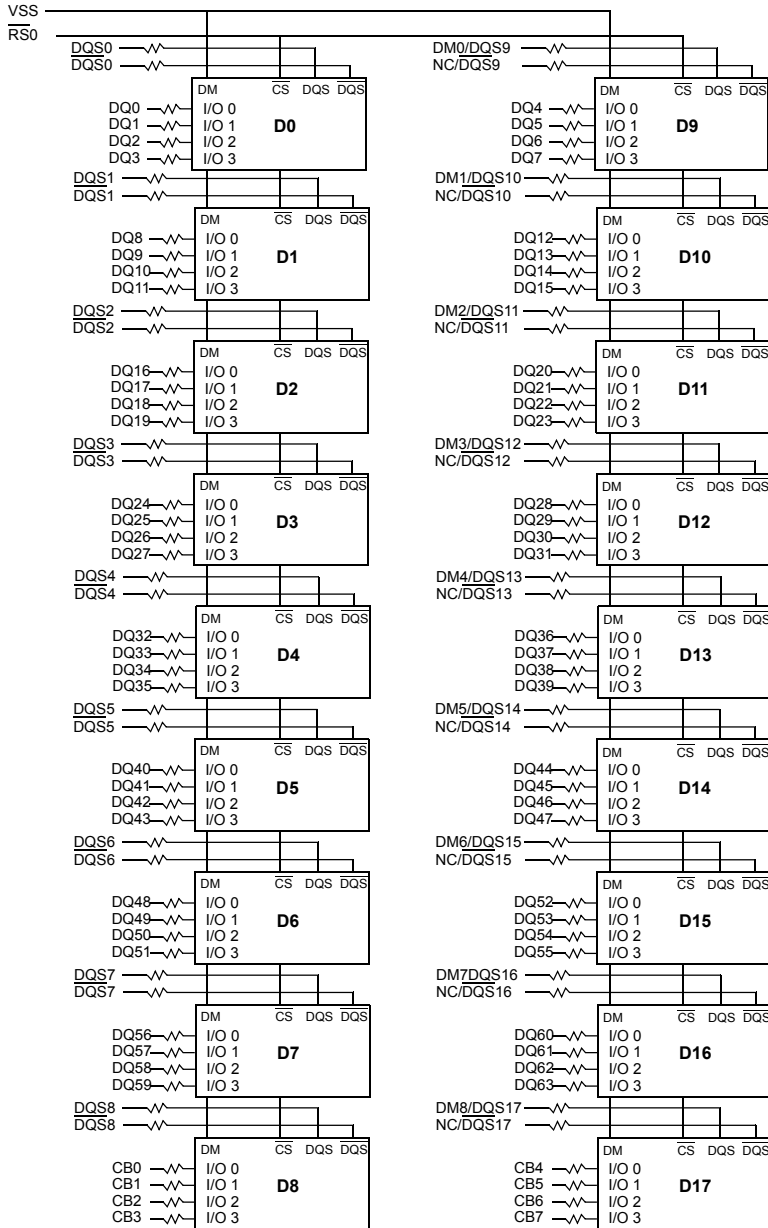 VSS
RS0
DQS0
DQS0
DM CS DQS DQS
DQ0 I/O 0
DQ1 I/O 1
DQ2 I/O 2
DQ3 I/O 3
D0
DM0/DQS9
NC/DQS9
DM CS DQS DQS
DQ4 I/O 0
DQ5 I/O 1
DQ6 I/O 2
DQ7 I/O 3
D9
DQS1
DQS1
DM CS DQS DQS
DQ8 I/O 0
DQ9 I/O 1
DQ10 I/O 2
DQ11 I/O 3
D1
DM1/DQS10
NC/DQS10
DM CS DQS DQS
DQ12 I/O 0
DQ13 I/O 1
DQ14 I/O 2
DQ15 I/O 3
D10
DQS2
DQS2
DM CS DQS DQS
DQ16 I/O 0
DQ17 I/O 1
DQ18 I/O 2
DQ19 I/O 3
D2
DM2/DQS11
NC/DQS11
DM CS DQS DQS
DQ20 I/O 0
DQ21 I/O 1
DQ22 I/O 2
DQ23 I/O 3
D11
DQS3
DQS3
DM CS DQS DQS
DQ24 I/O 0
DQ25 I/O 1
DQ26 I/O 2
DQ27 I/O 3
D3
DM3/DQS12
NC/DQS12
DM CS DQS DQS
DQ28 I/O 0
DQ29 I/O 1
DQ30 I/O 2
DQ31 I/O 3
D12
DQS4
DQS4
DM CS DQS DQS
DQ32 I/O 0
DQ33 I/O 1
DQ34 I/O 2
DQ35 I/O 3
D4
DM4/DQS13
NC/DQS13
DM CS DQS DQS
DQ36 I/O 0
DQ37 I/O 1
DQ38 I/O 2
DQ39 I/O 3
D13
DQS5
DQS5
DM CS DQS DQS
DQ40 I/O 0
DQ41 I/O 1
DQ42 I/O 2
DQ43 I/O 3
D5
DM5/DQS14
NC/DQS14
DM CS DQS DQS
DQ44 I/O 0
DQ45 I/O 1
DQ46 I/O 2
DQ47 I/O 3
D14
DQS6
DQS6
DM CS DQS DQS
DQ48 I/O 0
DQ49 I/O 1
DQ50 I/O 2
DQ51 I/O 3
D6
DM6/DQS15
NC/DQS15
DM CS DQS DQS
DQ52 I/O 0
DQ53 I/O 1
DQ54 I/O 2
DQ55 I/O 3
D15
DQS7
DQS7
DM CS DQS DQS
DQ56 I/O 0
DQ57 I/O 1
DQ58 I/O 2
DQ59 I/O 3
D7
DM7DQS16
NC/DQS16
DM CS DQS DQS
DQ60 I/O 0
DQ61 I/O 1
DQ62 I/O 2
DQ63 I/O 3
D16
DQS8
DQS8
DM CS DQS DQS
CB0 I/O 0
CB1 I/O 1
CB2 I/O 2
CB3 I/O 3
D8
DM8/DQS17
NC/DQS17
DM CS DQS DQS
CB4 I/O 0
CB5 I/O 1
CB6 I/O 2
CB7 I/O 3
D17